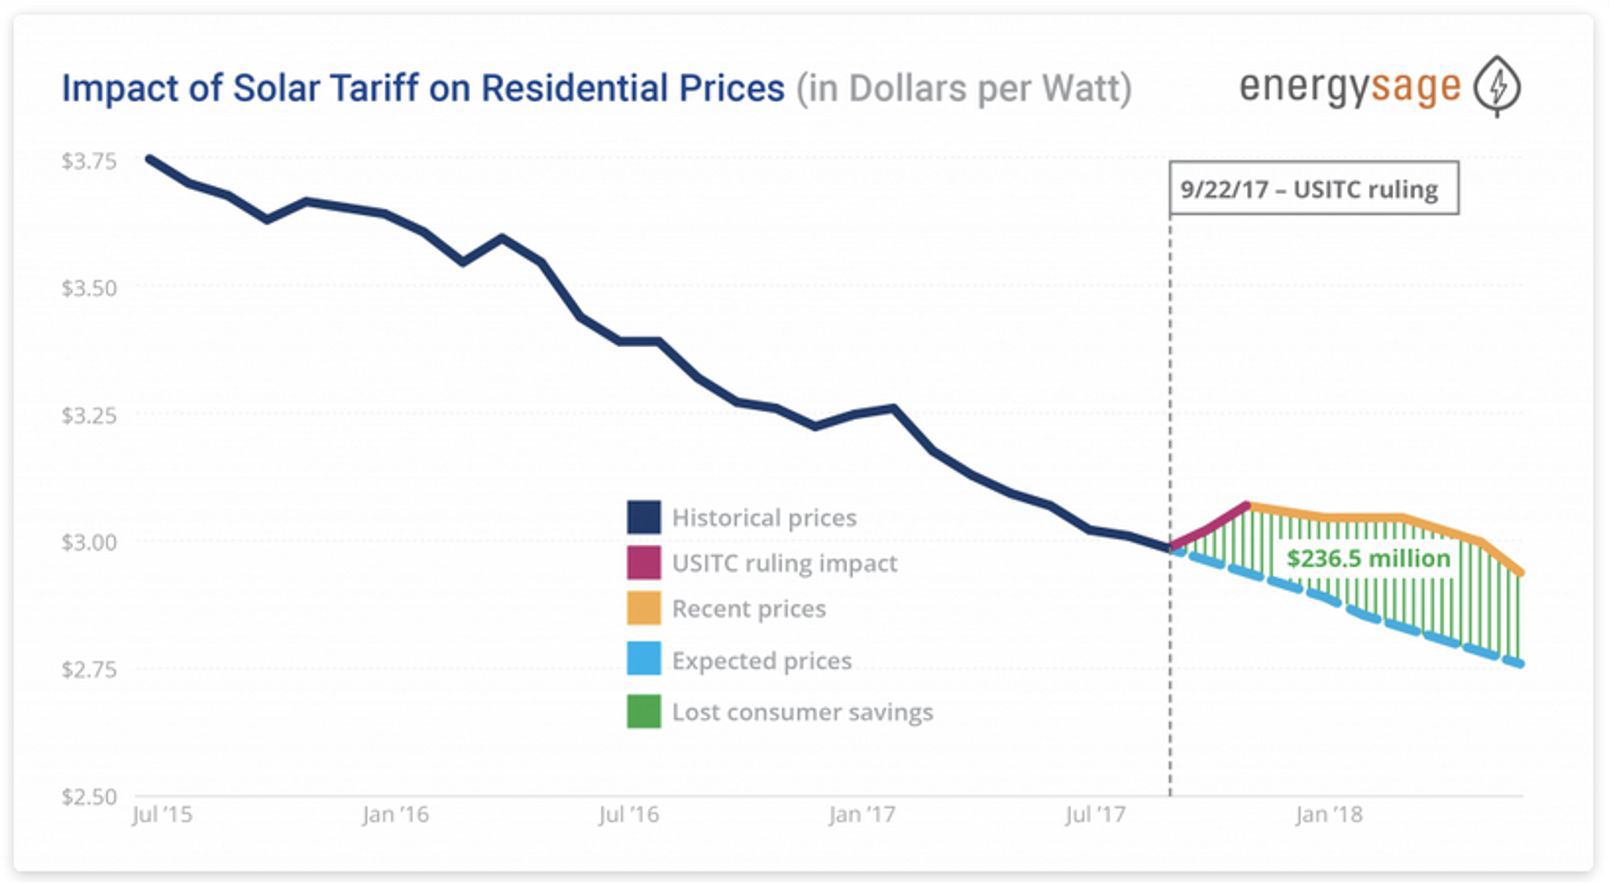 Impact of Solar Tariff on Residential Prices (in Dollars per Watt)
energysage
$3.75
9/22/17 – USITC ruling
$3.50
$3.25
Historical prices
$3.00
USITC ruling impact
$236.5 million
Recent prices
Expected prices
$2.75
Lost consumer savings
$2.50
Jul '15 Jan '16 Jul '16 Jan '17 Jul '17 Jan '18